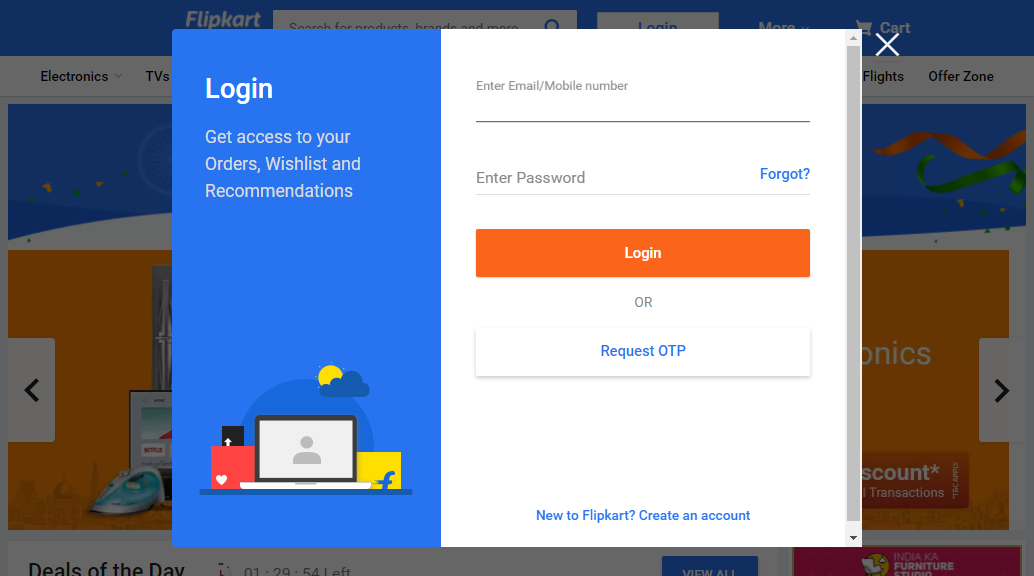 Flipkart
Search for products, brands and more
Login
More
Cart
Electronics
TVs
Flights
Offer Zone
Login
Get access to your
Orders, Wishlist and
Recommendations
Enter Email/Mobile number
Enter Password
Forgot?
Login
OR
Request OTP
New to Flipkart? Create an account
onics
NETFLIX
scount*
l Transactions
*T&C APPLY
Deals of the Day
01 : 29 : 54 Left
VIEW ALL
INDIA KA
FURNITURE
STUDIO